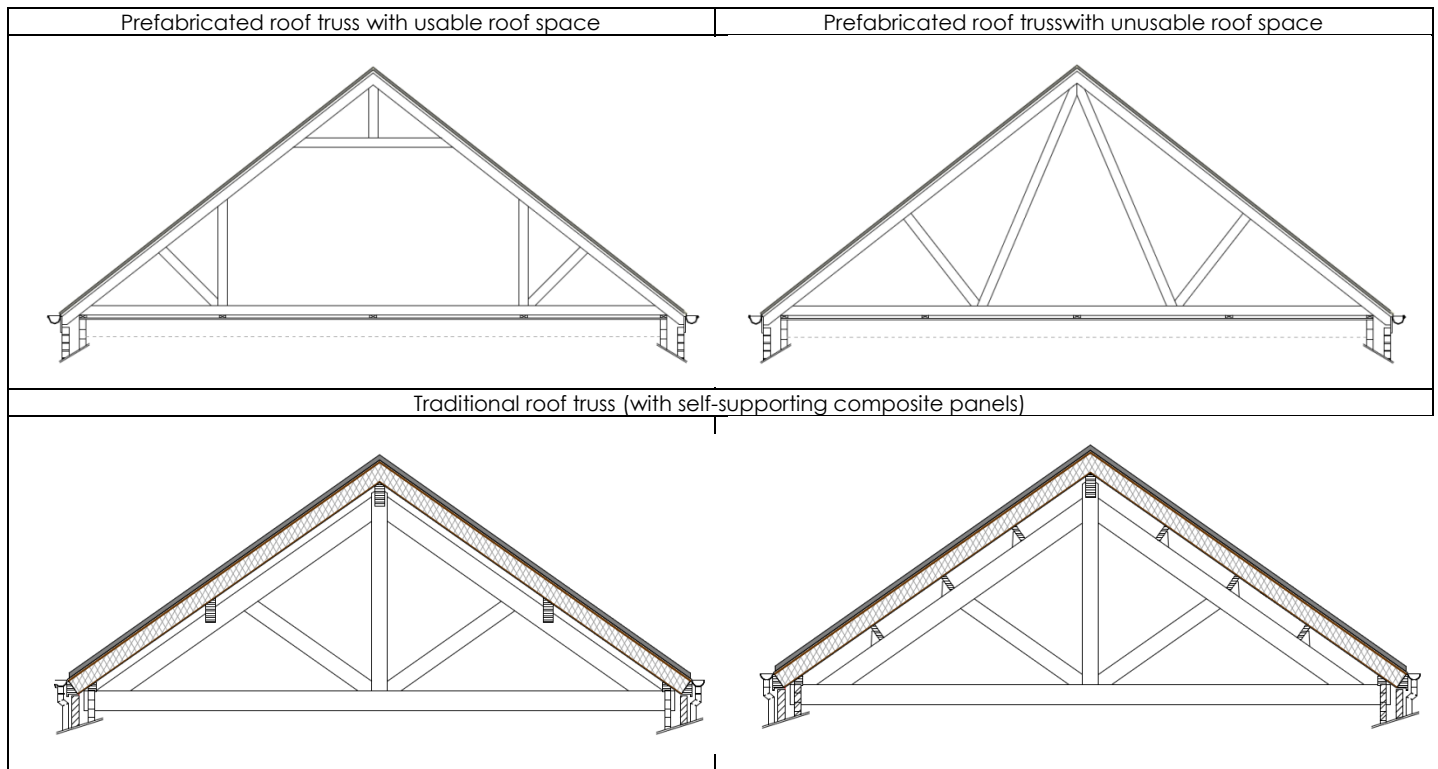 Prefabricated roof truss with usable roof space
Prefabricated roof trusswith unusable roof space
Traditional roof truss (with self-supporting composite panels)